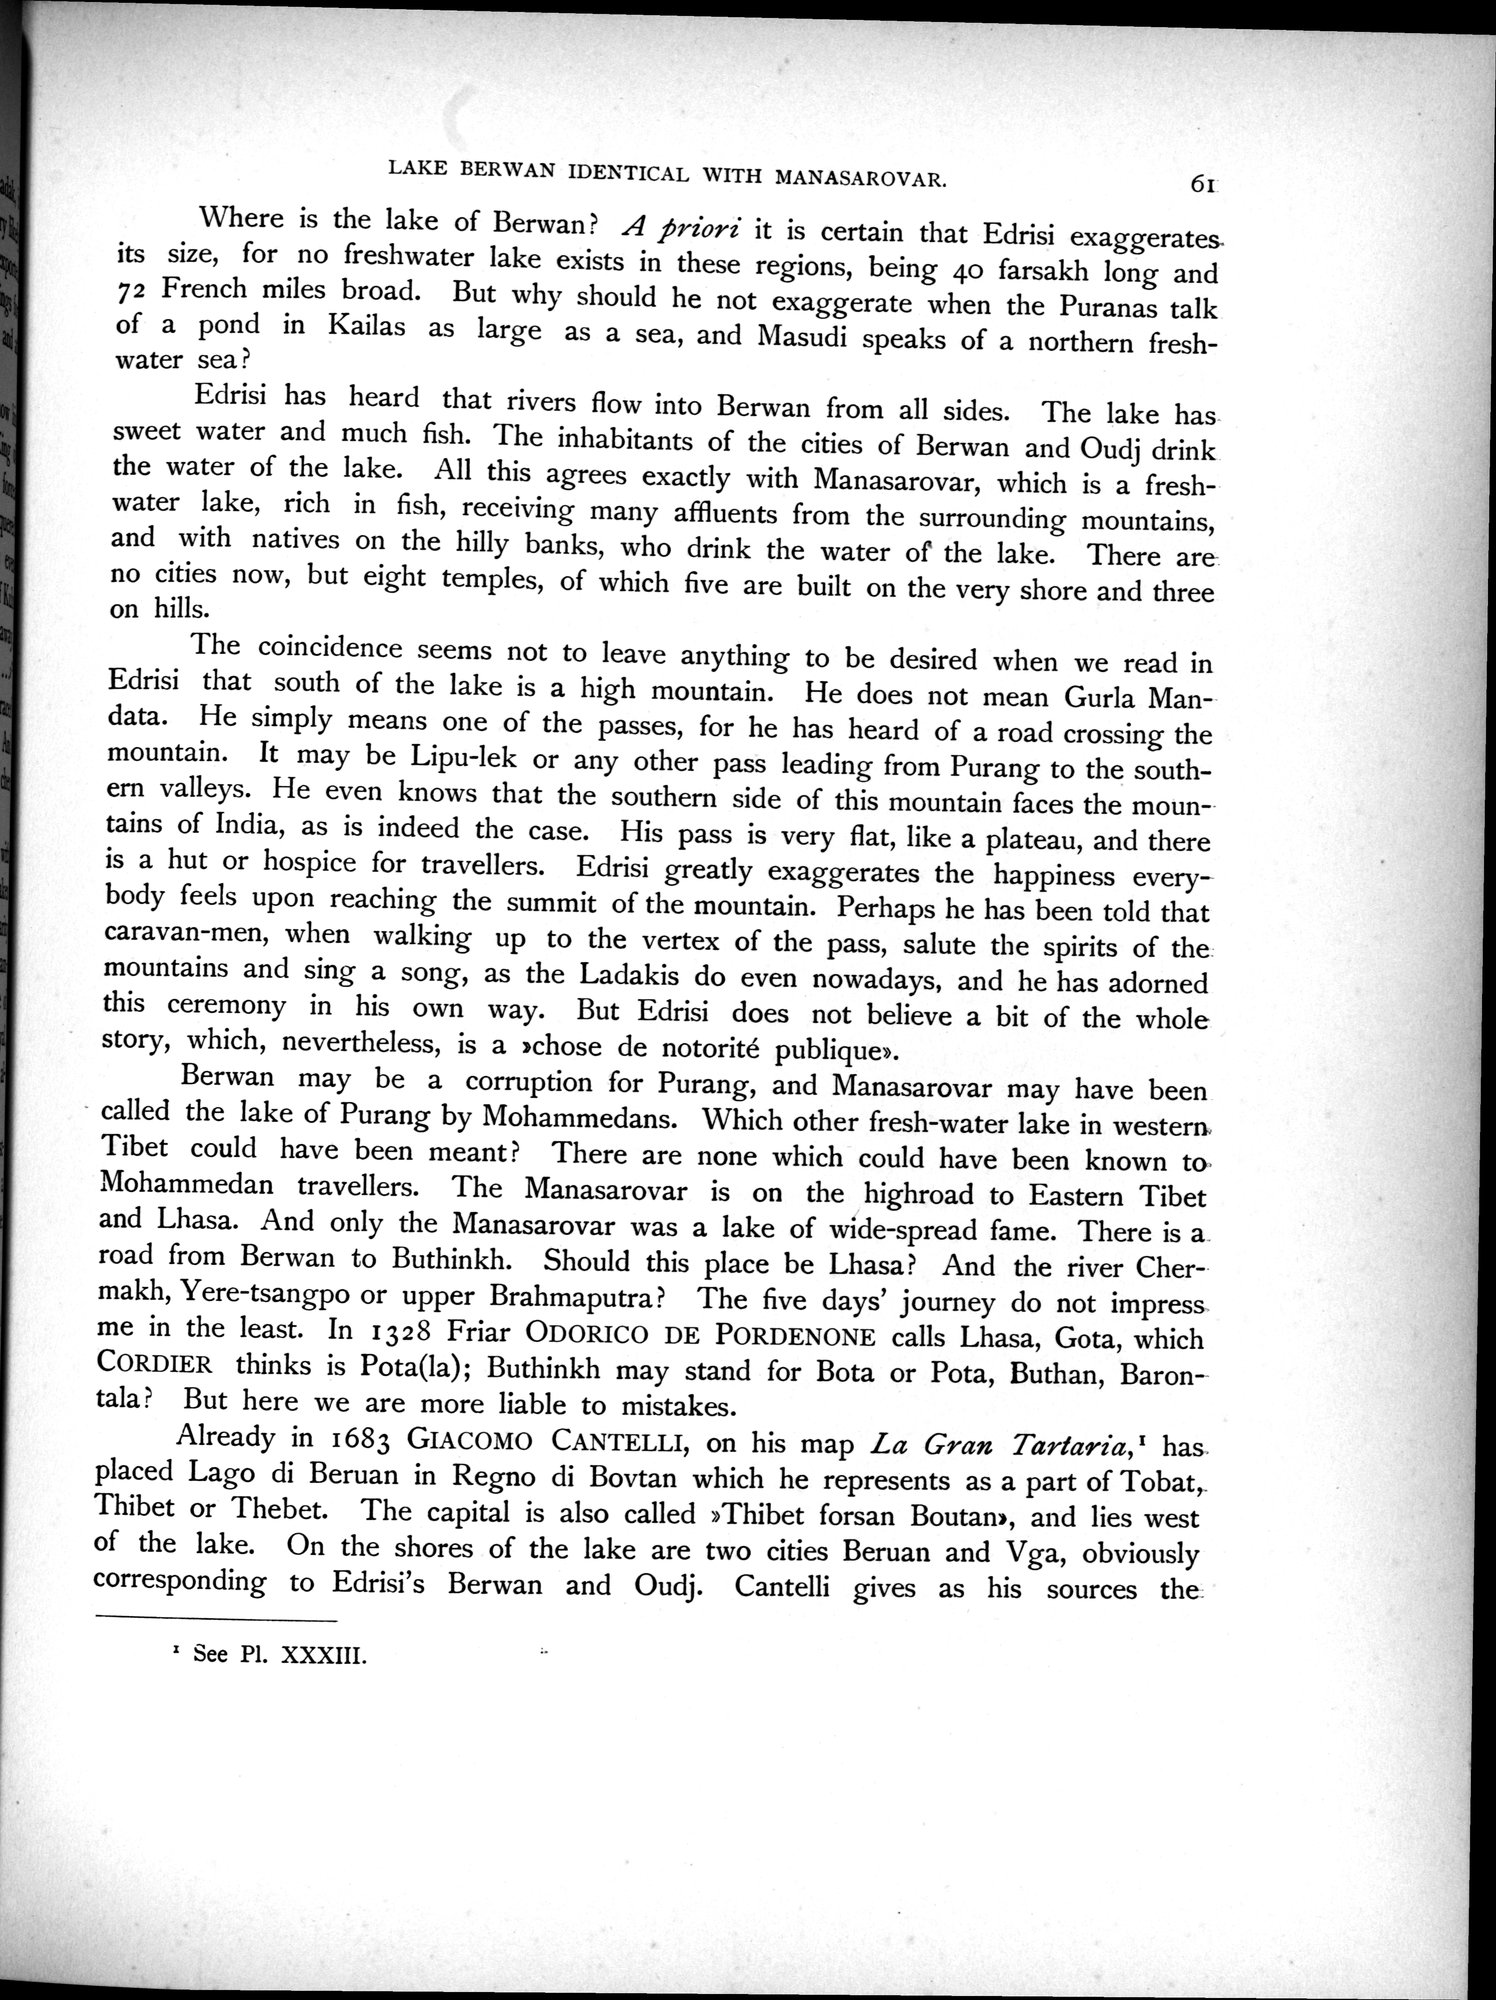 LAKE BERWAN IDENTICAL WITH MANASAROVAR. 61
Where is the lake of Berwan? A priori it is certain that Edrisi exaggerates
its size, for no freshwater lake exists in these regions, being 40 farsakh long and
72 French miles broad. But why should he not exaggerate when the Puranas talk
of a pond in Kailas as large as a sea, and Masudi speaks of a northern fresh-
water sea?
Edrisi has heard that rivers flow into Berwan from all sides. The lake has
sweet water and much fish. The inhabitants of the cities of Berwan and Oudj drink
the water of the lake. All this agrees exactly with Manasarovar, which is a fresh-
water lake, rich in fish, receiving many affluents from the surrounding mountains,
and with natives on the hilly banks, who drink the water of the lake. There are
no cities now, but eight temples, of which five are built on the very shore and three
on hills.
The coincidence seems not to leave anything to be desired when we read in
Edrisi that south of the lake is a high mountain. He does not mean Gurla Man-
data. He simply means one of the passes, for he has heard of a road crossing the
mountain. It may be Lipu-lek or any other pass leading from Purang to the south-
ern valleys. He even knows that the southern side of this mountain faces the moun-
tains of India, as is indeed the case. His pass is very flat, like a plateau, and there
is a hut or hospice for travellers. Edrisi greatly exaggerates the happiness every-
body feels upon reaching the summit of the mountain. Perhaps he has been told that
caravan-men, when walking up to the vertex of the pass, salute the spirits of the
mountains and sing a song, as the Ladakis do even nowadays, and he has adorned
this ceremony in his own way. But Edrisi does not believe a bit of the whole
story, which, nevertheless, is a »chose de notorité publique».
Berwan may be a corruption for Purang, and Manasarovar may have been
called the lake of Purang by Mohammedans. Which other fresh-water lake in western
Tibet could have been meant? There are none which could have been known to
Mohammedan travellers. The Manasarovar is on the highroad to Eastern Tibet
and Lhasa. And only the Manasarovar was a lake of wide-spread fame. There is a
road from Berwan to Buthinkh. Should this place be Lhasa? And the river Cher-
makh, Yere-tsangpo or upper Brahmaputra? The five days' journey do not impress
me in the least. In 1328 Friar ODORICO DE PORDENONE calls Lhasa, Gota, which
CORDIER thinks is Pota(la); Buthinkh may stand for Bota or Pota, Buthan, Baron-
tala? But here we are more liable to mistakes.
Already in 1683 GIACOMO CANTELLI, on his map La Gran Tartaria,¹ has
placed Lago di Beruan in Regno di Bovtan which he represents as a part of Tobat,
Thibet or Thebet. The capital is also called »Thibet forsan Boutan», and lies west
of the lake. On the shores of the lake are two cities Beruan and Vga, obviously
corresponding to Edrisi's Berwan and Oudj. Cantelli gives as his sources the
¹ See Pl. XXXIII.